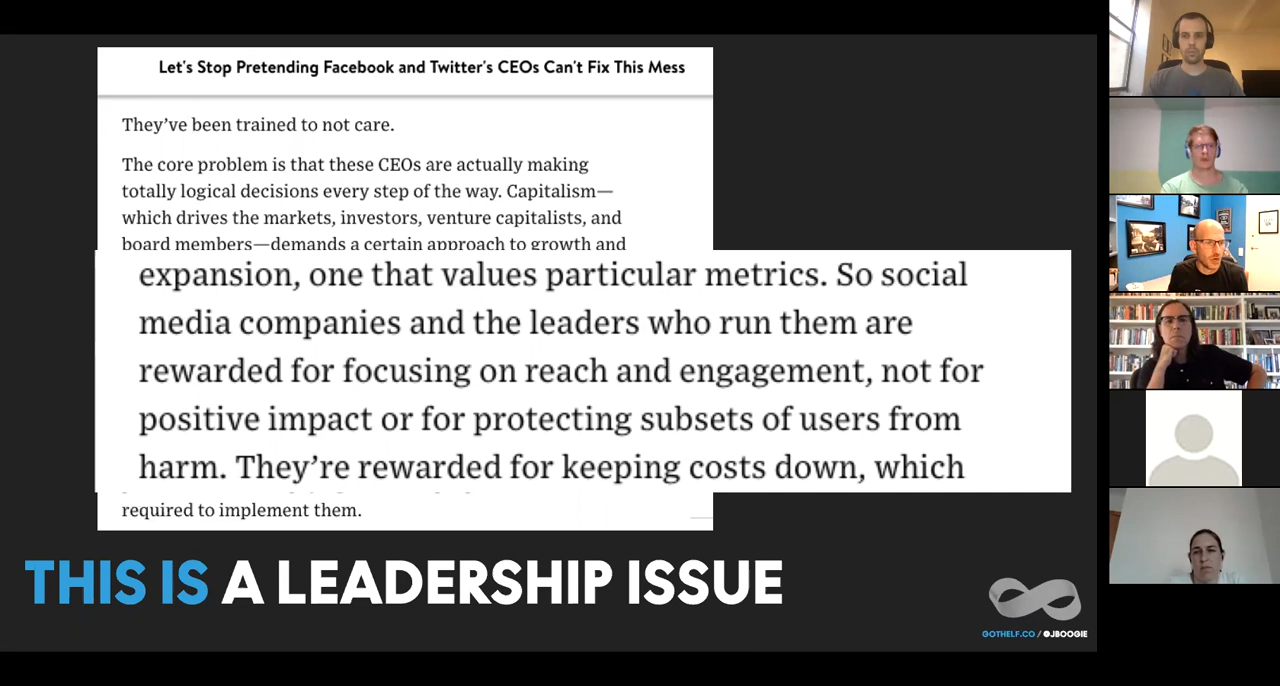 Let's Stop Pretending Facebook and Twitter's CEOs Can't Fix This Mess
They’ve been trained to not care.
The core problem is that these CEOs are actually making
totally logical decisions every step of the way. Capitalism—
which drives the markets, investors, venture capitalists, and
board members—demands a certain approach to growth and
expansion, one that values particular metrics. So social
media companies and the leaders who run them are
rewarded for focusing on reach and engagement, not for
positive impact or for protecting subsets of users from
harm. They’re rewarded for keeping costs down, which
required to implement them.
THIS IS A LEADERSHIP ISSUE
GOTHELF.CO / @JBOOGIE